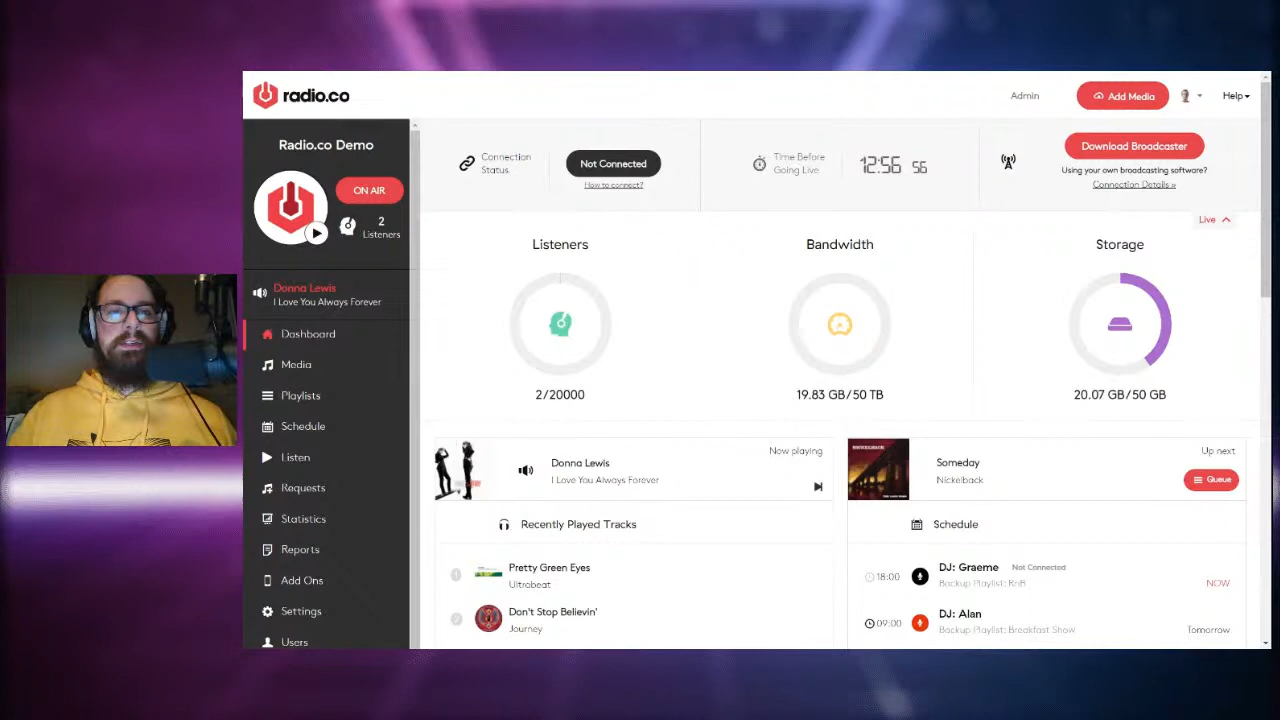 radio.co
Admin
Add Media
Help
Radio.co Demo
ON AIR
2
Listeners
Donna Lewis
I Love You Always Forever
Dashboard
Media
Playlists
Schedule
Listen
Requests
Statistics
Reports
Add Ons
Settings
Users
Connection
Status
Not Connected
How to connect?
Time Before
Going Live
12:56 56
Download Broadcaster
Using your own broadcasting software?
Connection Details »
Live
Listeners
2/20000
Bandwidth
19.83 GB/50 TB
Storage
20.07 GB/50 GB
Now playing
Donna Lewis
I Love You Always Forever
Recently Played Tracks
Pretty Green Eyes
Ultrobeat
Don't Stop Believin'
Journey
Up next
Someday
Nickelback
Queue
Schedule
18:00
DJ: Graeme Not Connected
Backup Playlist: RnB
NOW
09:00
DJ: Alan
Backup Playlist: Breakfast Show
Tomorrow